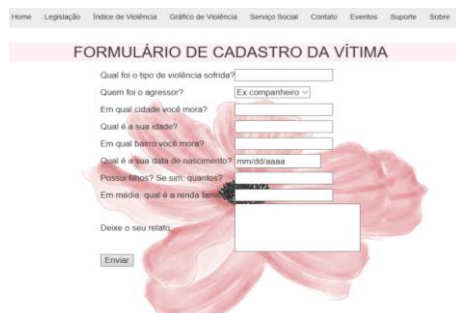 Home Legislação Índice de Violência Gráfico de Violência Serviço Social Contato Eventos Suporte Sobre
FORMULÁRIO DE CADASTRO DA VÍTIMA
Qual foi o tipo de violência sofrida?
Quem foi o agressor? Ex companheiro
Em qual cidade você mora?
Qual é a sua idade?
Em qual bairro você mora?
Qual é a sua data de nascimento? mm/dd/aaaa
Possui filhos? Se sim, quantos?
Em média, qual é a renda
Deixe o seu relato
Enviar